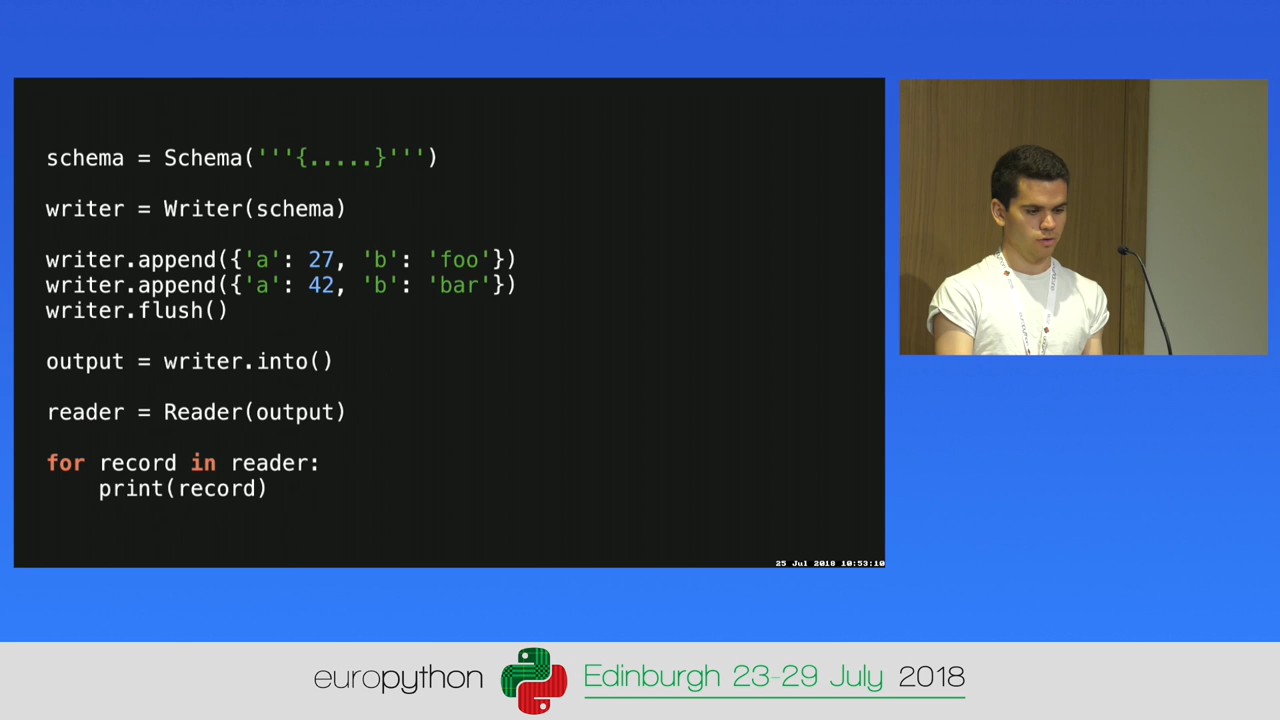 schema = Schema('''{.....}''')
writer = Writer(schema)
writer.append({'a': 27, 'b': 'foo'})
writer.append({'a': 42, 'b': 'bar'})
writer.flush()
output = writer.into()
reader = Reader(output)
for record in reader:
    print(record)
25 Jul 2018 10:53:10
europython Edinburgh 23-29 July 2018